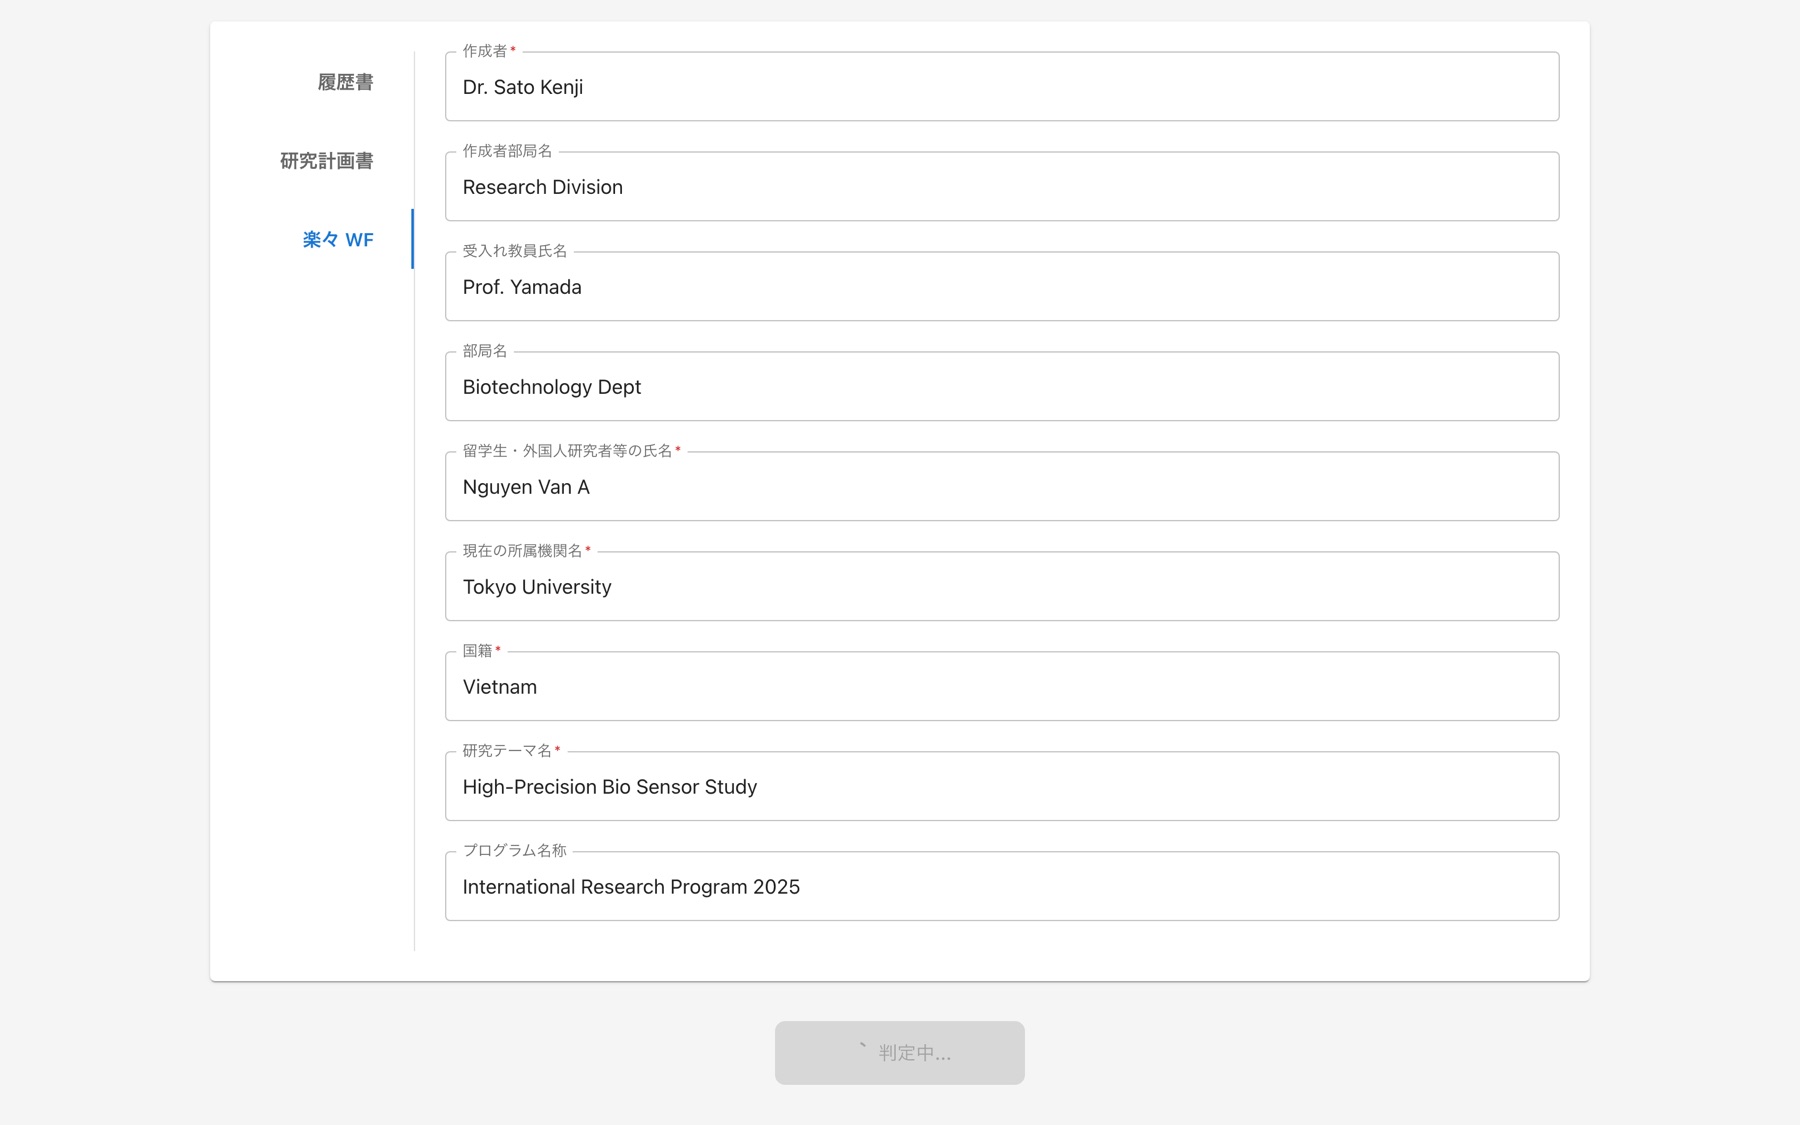 履歴書
研究計画書
楽々 WF
作成者*
Dr. Sato Kenji
作成者部局名
Research Division
受入れ教員氏名
Prof. Yamada
部局名
Biotechnology Dept
留学生・外国人研究者等の氏名*
Nguyen Van A
現在の所属機関名*
Tokyo University
国籍*
Vietnam
研究テーマ名*
High-Precision Bio Sensor Study
プログラム名称
International Research Program 2025
判定中...